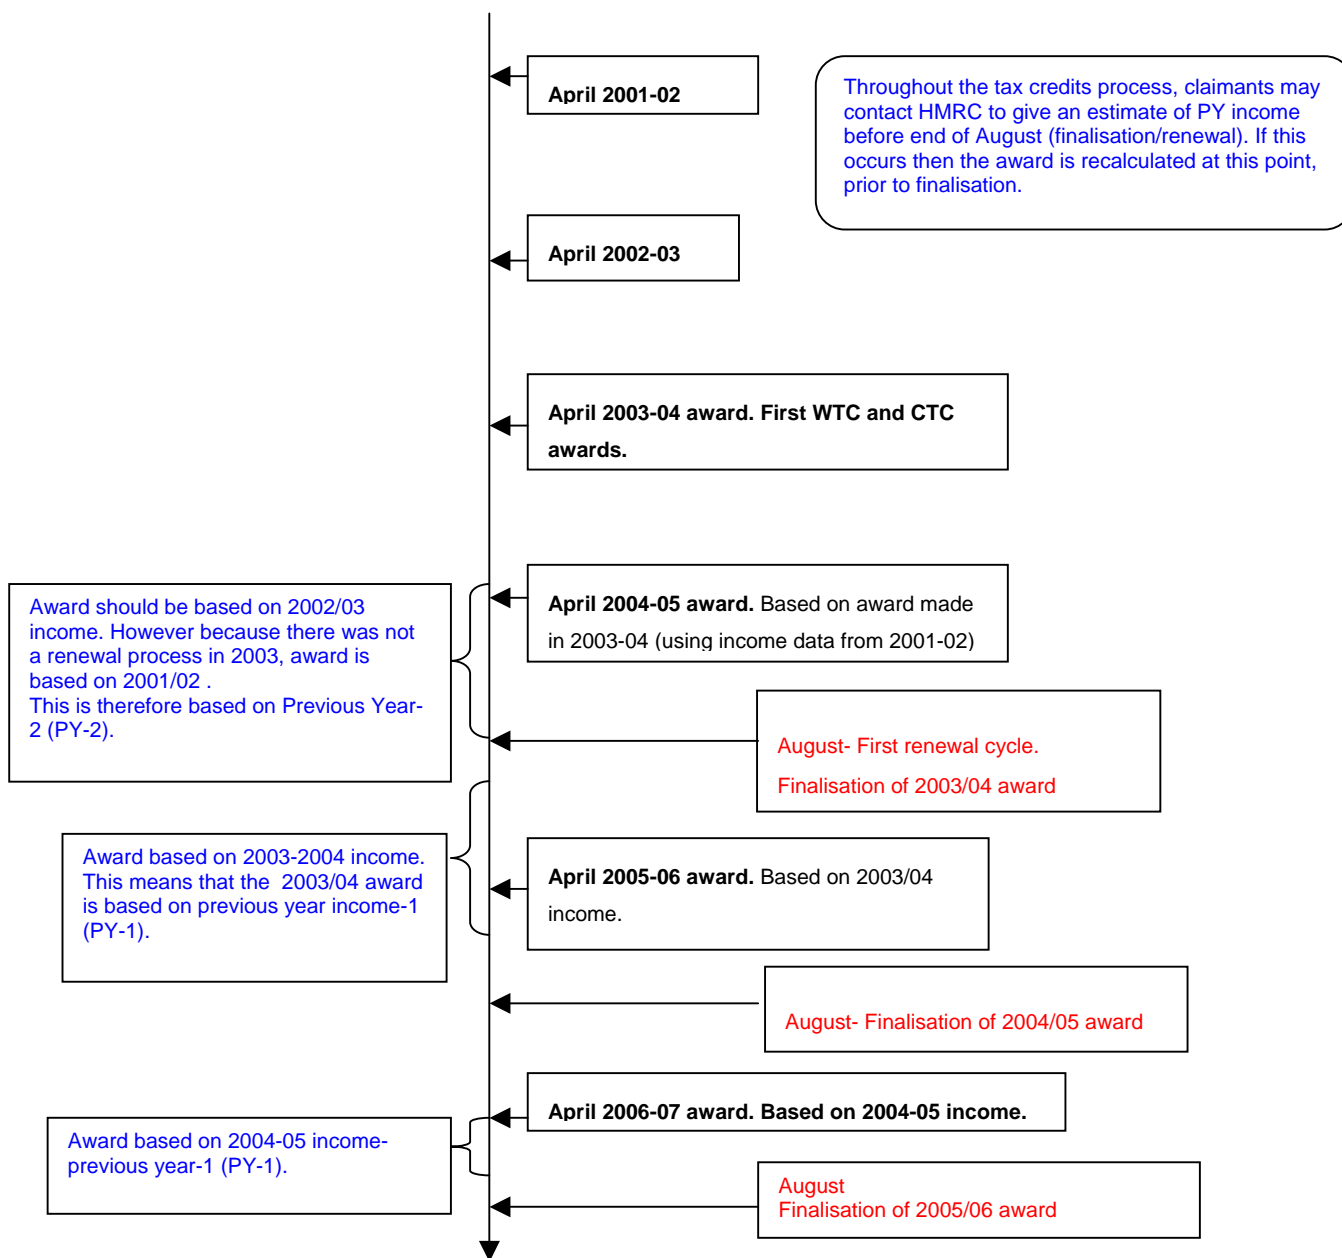 April 2001-02
Throughout the tax credits process, claimants may
contact HMRC to give an estimate of PY income
before end of August (finalisation/renewal). If this
occurs then the award is recalculated at this point,
prior to finalisation.
April 2002-03
April 2003-04 award. First WTC and CTC
awards.
April 2004-05 award. Based on award made
in 2003-04 (using income data from 2001-02)
Award should be based on 2002/03
income. However because there was not
a renewal process in 2003, award is
based on 2001/02 .
This is therefore based on Previous Year-
2 (PY-2).
August- First renewal cycle.
Finalisation of 2003/04 award
Award based on 2003-2004 income.
This means that the  2003/04 award
is based on previous year income-1
(PY-1).
April 2005-06 award. Based on 2003/04
income.
August- Finalisation of 2004/05 award
April 2006-07 award. Based on 2004-05 income.
Award based on 2004-05 income-
previous year-1 (PY-1).
August
Finalisation of 2005/06 award